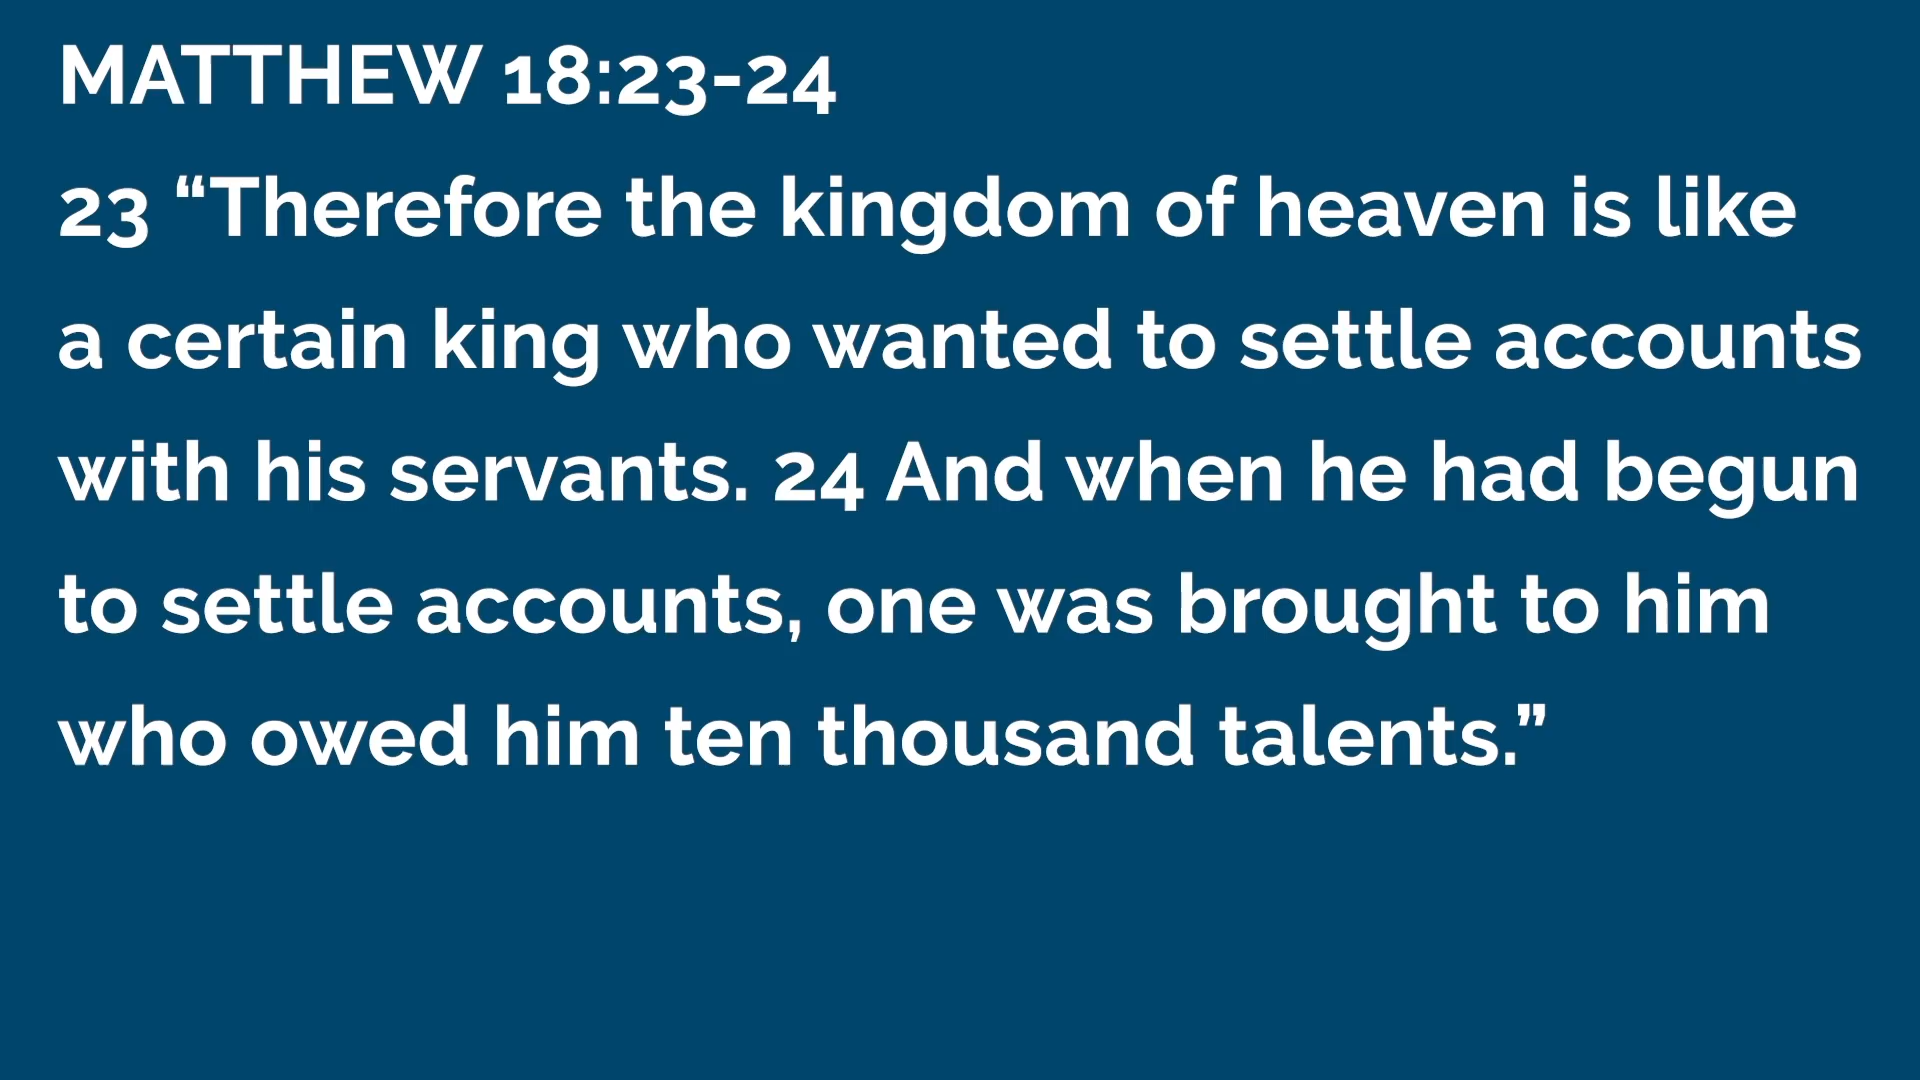 MATTHEW 18:23-24
23 “Therefore the kingdom of heaven is like
a certain king who wanted to settle accounts
with his servants. 24 And when he had begun
to settle accounts, one was brought to him
who owed him ten thousand talents.”